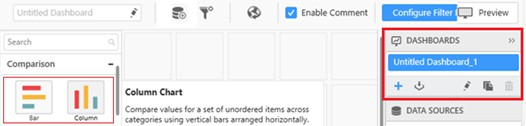 Untitled Dashboard
Enable Comment
Configure Filter
Preview
Search
Comparison
Bar
Column
Column Chart
Compare values for a set of unordered items across
categories using vertical bars arranged horizontally.
DASHBOARDS
Untitled Dashboard_1
DATA SOURCES